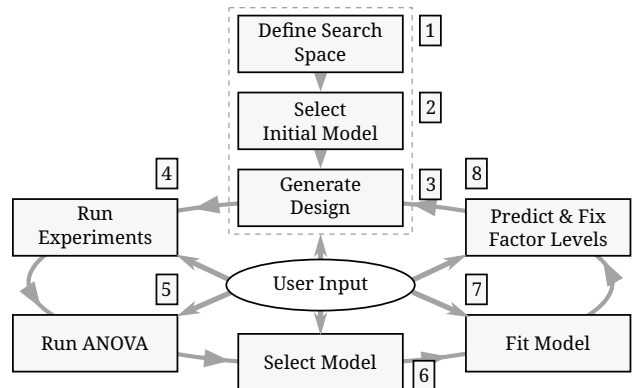 Define Search
Space
1
Select
Initial Model
2
Generate
Design
3
4
Run
Experiments
8
Predict & Fix
Factor Levels
User Input
5
Run ANOVA
Select Model
6
7
Fit Model